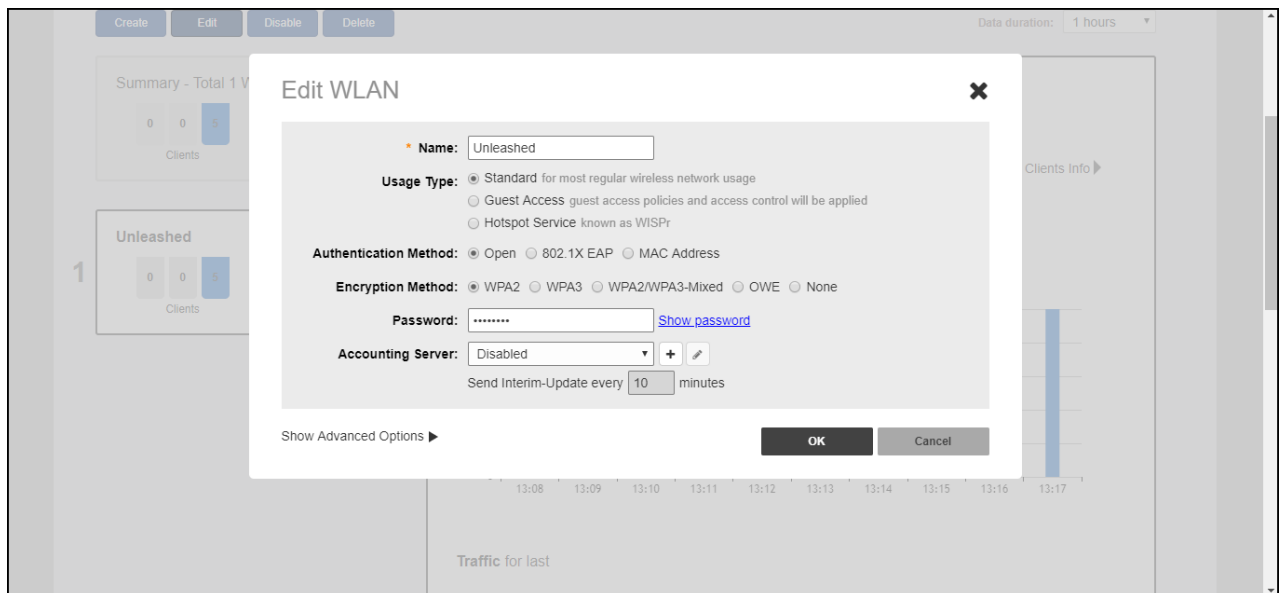 Create Edit Disable Delete Data duration: 1 hours
Summary - Total 1 W
0 0 5
Clients
Clients Info
1
Unleashed
0 0 5
Clients
Edit WLAN
* Name: Unleashed
Usage Type: Standard for most regular wireless network usage
Guest Access guest access policies and access control will be applied
Hotspot Service known as WISPr
Authentication Method: Open 802.1X EAP MAC Address
Encryption Method: WPA2 WPA3 WPA2/WPA3-Mixed OWE None
Password: •••••••• Show password
Accounting Server: Disabled
Send Interim-Update every 10 minutes
Show Advanced Options OK Cancel
13:08 13:09 13:10 13:11 13:12 13:13 13:14 13:15 13:16 13:17
Traffic for last